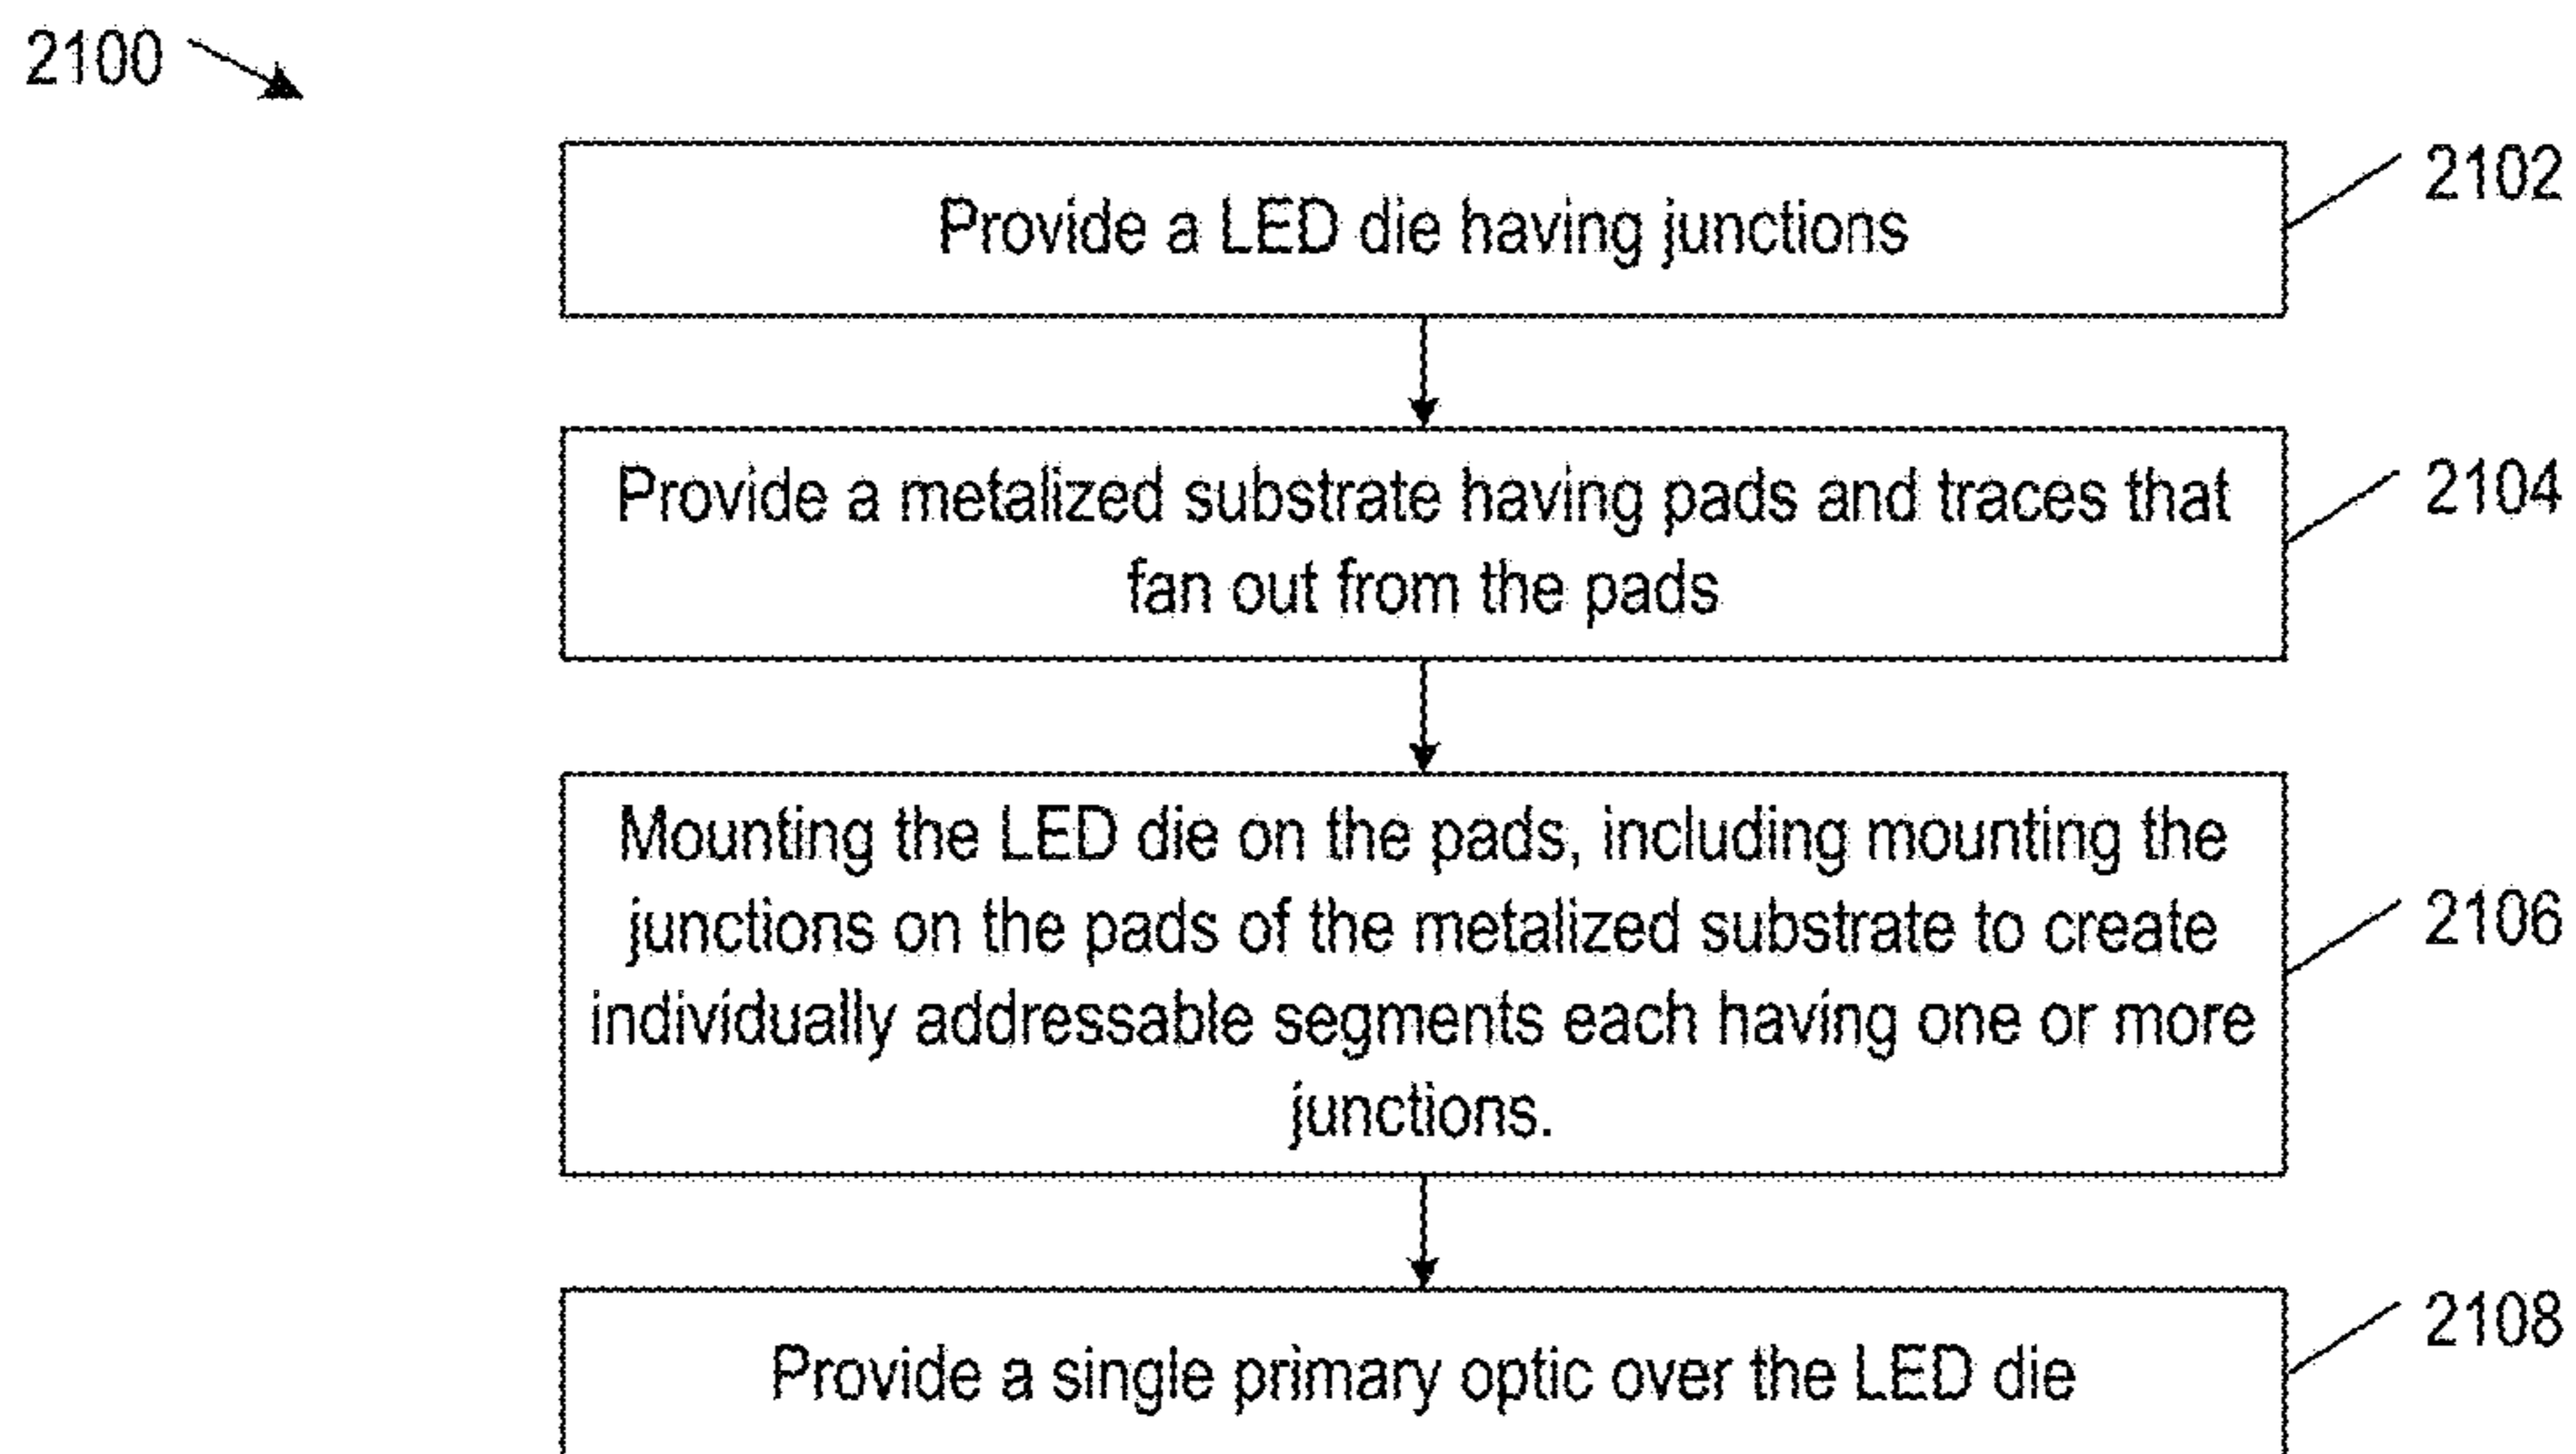 2100
Provide a LED die having junctions
2102
Provide a metalized substrate having pads and traces that
fan out from the pads
2104
Mounting the LED die on the pads, including mounting the
junctions on the pads of the metalized substrate to create
individually addressable segments each having one or more
junctions.
2106
Provide a single primary optic over the LED die
2108